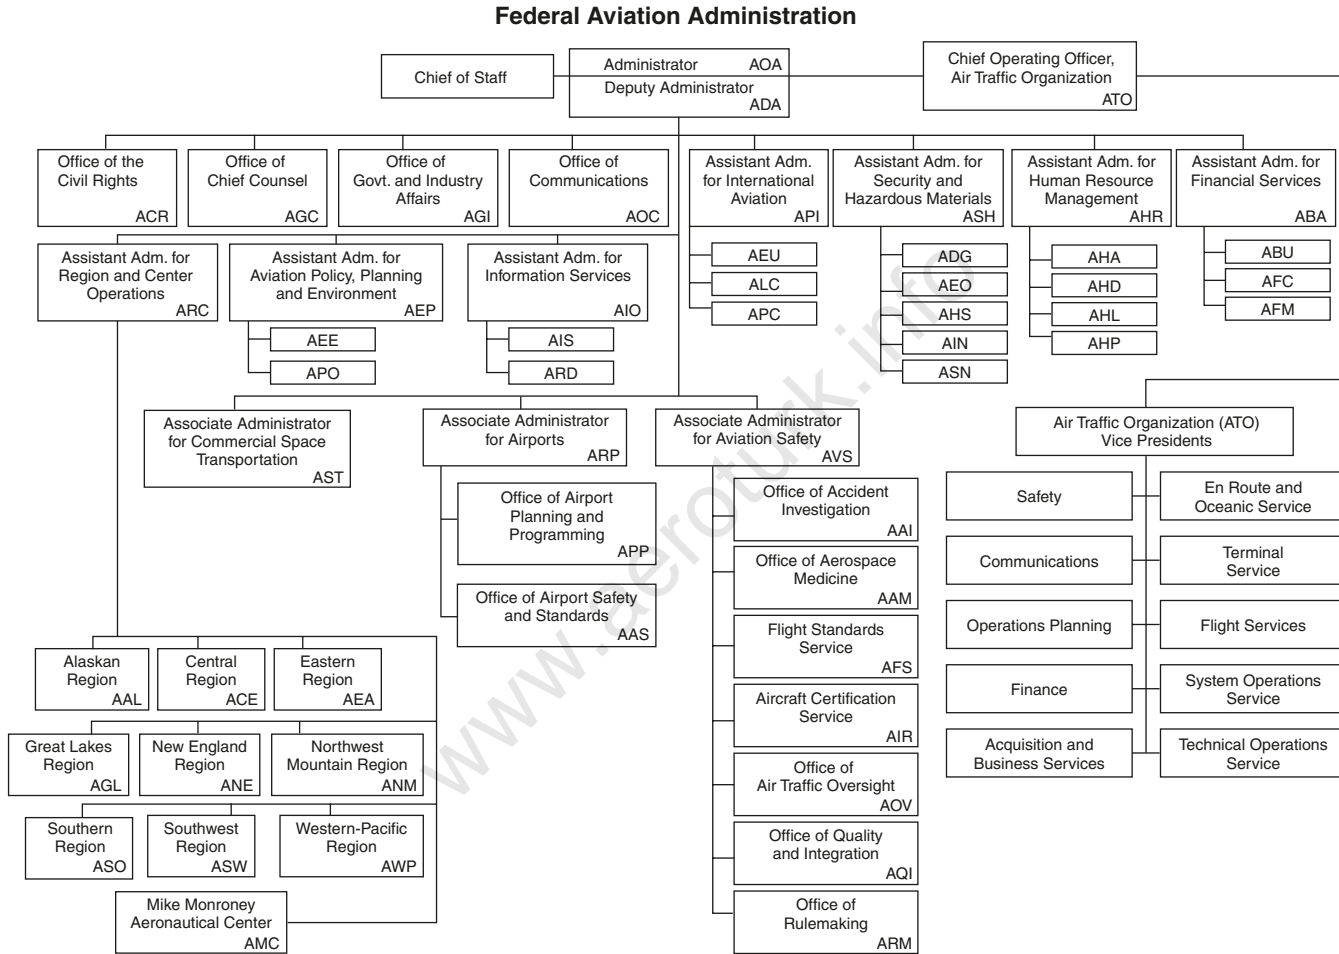 Federal Aviation Administration
Chief of Staff
Administrator AOA
Deputy Administrator
ADA
Chief Operating Officer,
Air Traffic Organization
ATO
Office of the
Civil Rights
ACR
Office of
Chief Counsel
AGC
Office of
Govt. and Industry
Affairs
AGI
Office of
Communications
AOC
Assistant Adm.
for International
Aviation
API
Assistant Adm. for
Security and
Hazardous Materials
ASH
Assistant Adm. for
Human Resource
Management
AHR
Assistant Adm. for
Financial Services
ABA
Assistant Adm. for
Region and Center
Operations
ARC
Assistant Adm. for
Aviation Policy, Planning
and Environment
AEP
Assistant Adm. for
Information Services
AIO
AEU
ALC
APC
ADG
AEO
AHS
AIN
ASN
AHA
AHD
AHL
AHP
ABU
AFC
AFM
AEE
APO
AIS
ARD
Associate Administrator
for Commercial Space
Transportation
AST
Associate Administrator
for Airports
ARP
Associate Administrator
for Aviation Safety
AVS
Air Traffic Organization (ATO)
Vice Presidents
Office of Airport
Planning and
Programming
APP
Office of Airport Safety
and Standards
AAS
Office of Accident
Investigation
AAI
Office of Aerospace
Medicine
AAM
Flight Standards
Service
AFS
Aircraft Certification
Service
AIR
Office of
Air Traffic Oversight
AOV
Office of Quality
and Integration
AQI
Office of
Rulemaking
ARM
Safety
En Route and
Oceanic Service
Communications
Terminal
Service
Operations Planning
Flight Services
Finance
System Operations
Service
Acquisition and
Business Services
Technical Operations
Service
Alaskan
Region
AAL
Central
Region
ACE
Eastern
Region
AEA
Great Lakes
Region
AGL
New England
Region
ANE
Northwest
Mountain Region
ANM
Southern
Region
ASO
Southwest
Region
ASW
Western-Pacific
Region
AWP
Mike Monroney
Aeronautical Center
AMC
www.aeroturk.info